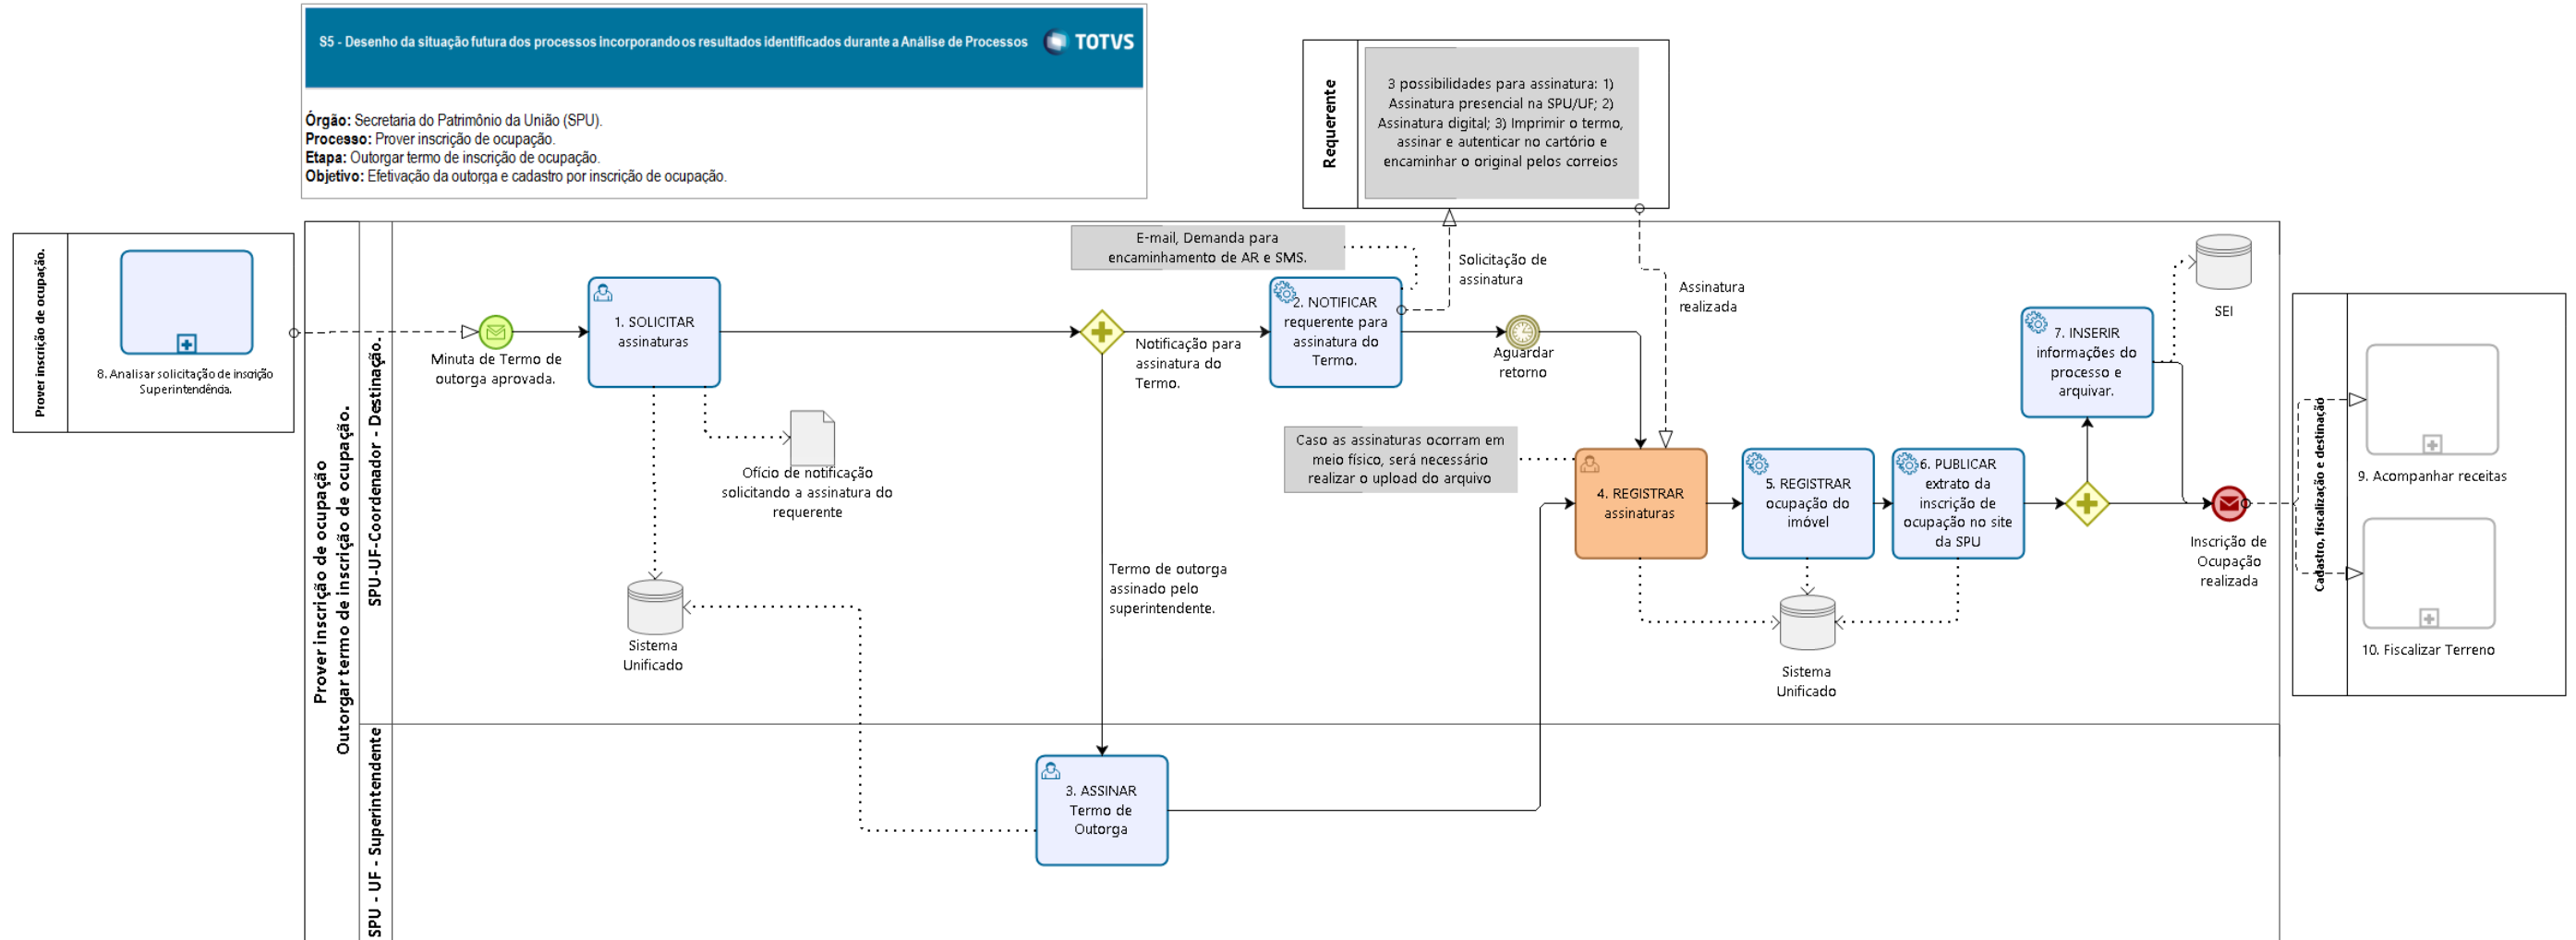 S5 - Desenho da situação futura dos processos incorporando os resultados identificados durante a Análise de Processos
TOTVS
Órgão: Secretaria do Patrimônio da União (SPU).
Processo: Prover inscrição de ocupação.
Etapa: Outorgar termo de inscrição de ocupação.
Objetivo: Efetivação da outorga e cadastro por inscrição de ocupação.
Requerente
3 possibilidades para assinatura: 1)
Assinatura presencial na SPU/UF; 2)
Assinatura digital; 3) Imprimir o termo,
assinar e autenticar no cartório e
encaminhar o original pelos correios
Prover inscrição de ocupação.
8. Analisar solicitação de inscrição
Superintendência.
Prover inscrição de ocupação
Outorgar termo de inscrição de ocupação.
SPU-UF-Coordenador - Destinação.
Minuta de Termo de
outorga aprovada.
1. SOLICITAR
assinaturas
Ofício de notificação
solicitando a assinatura do
requerente
Sistema
Unificado
E-mail, Demanda para
encaminhamento de AR e SMS.
Notificação para
assinatura do
Termo.
2. NOTIFICAR
requerente para
assinatura do
Termo.
Solicitação de
assinatura
Aguardar
retorno
Assinatura
realizada
Termo de outorga
assinado pelo
superintendente.
Caso as assinaturas ocorram em
meio físico, será necessário
realizar o upload do arquivo
4. REGISTRAR
assinaturas
5. REGISTRAR
ocupação do
imóvel
6. PUBLICAR
extrato da
inscrição de
ocupação no site
da SPU
Sistema
Unificado
7. INSERIR
informações do
processo e
arquivar.
SEI
Inscrição de
Ocupação
realizada
Cadastro, fiscalização e destinação
9. Acompanhar receitas
10. Fiscalizar Terreno
SPU - UF - Superintendente
3. ASSINAR
Termo de
Outorga